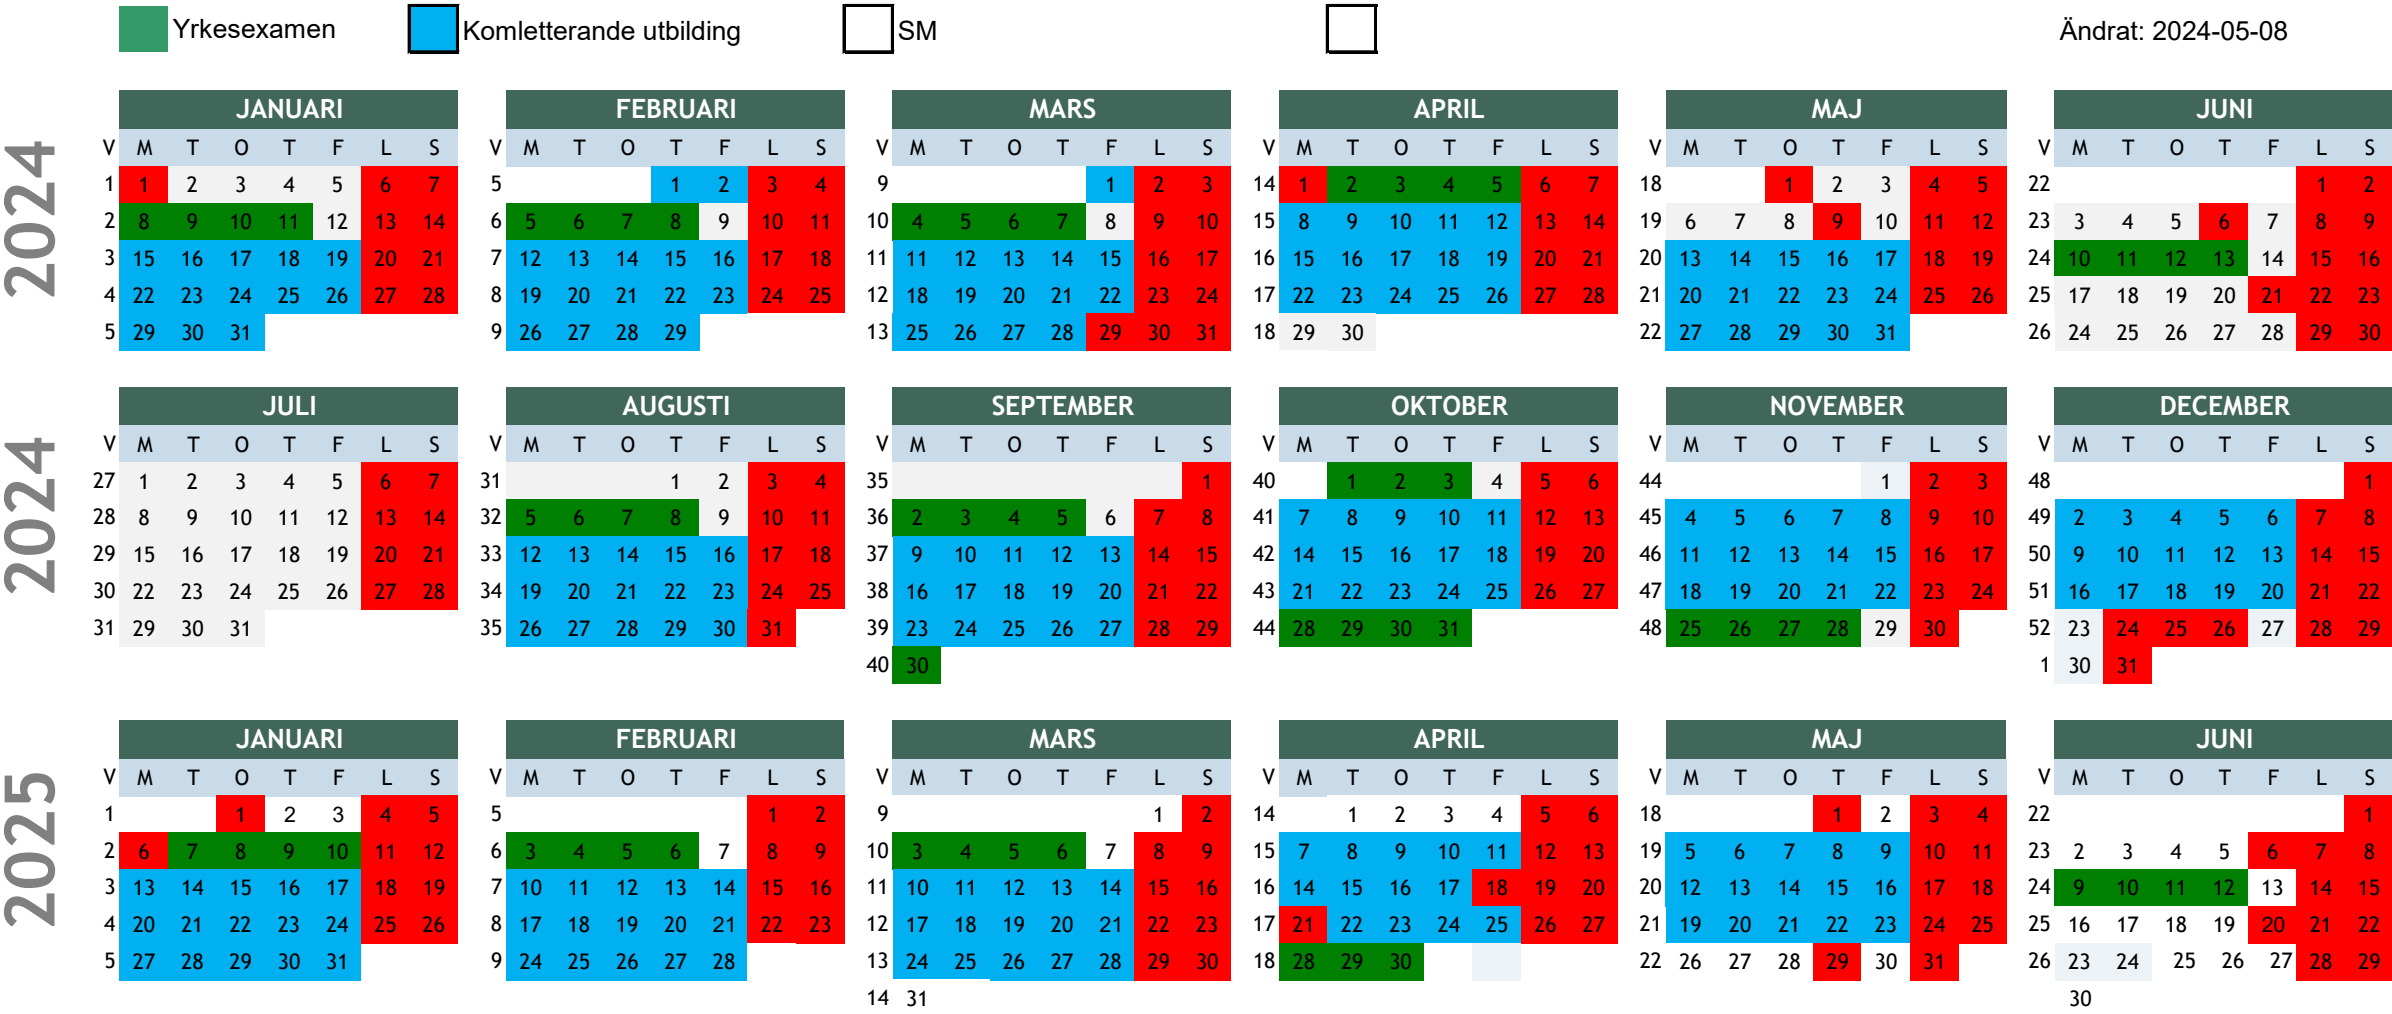 Yrkesexamen Komletterande utbilding SM Ändrat: 2024-05-08
2024
JANUARI FEBRUARI MARS APRIL MAJ JUNI
V M T O T F L S V M T O T F L S V M T O T F L S V M T O T F L S V M T O T F L S V M T O T F L S
1 1 2 3 4 5 6 7 5 1 2 3 4 9 1 2 3 14 1 2 3 4 5 6 7 18 1 2 3 4 5 22 1 2
2 8 9 10 11 12 13 14 6 5 6 7 8 9 10 11 10 4 5 6 7 8 9 10 15 8 9 10 11 12 13 14 19 6 7 8 9 10 11 12 23 3 4 5 6 7 8 9
3 15 16 17 18 19 20 21 7 12 13 14 15 16 17 18 11 11 12 13 14 15 16 17 16 15 16 17 18 19 20 21 20 13 14 15 16 17 18 19 24 10 11 12 13 14 15 16
4 22 23 24 25 26 27 28 8 19 20 21 22 23 24 25 12 18 19 20 21 22 23 24 17 22 23 24 25 26 27 28 21 20 21 22 23 24 25 26 25 17 18 19 20 21 22 23
5 29 30 31 9 26 27 28 29 13 25 26 27 28 29 30 31 18 29 30 22 27 28 29 30 31 26 24 25 26 27 28 29 30
2024
JULI AUGUSTI SEPTEMBER OKTOBER NOVEMBER DECEMBER
V M T O T F L S V M T O T F L S V M T O T F L S V M T O T F L S V M T O T F L S V M T O T F L S
27 1 2 3 4 5 6 7 31 1 2 3 4 35 1 40 1 2 3 4 5 6 44 1 2 3 48 1
28 8 9 10 11 12 13 14 32 5 6 7 8 9 10 11 36 2 3 4 5 6 7 8 41 7 8 9 10 11 12 13 45 4 5 6 7 8 9 10 49 2 3 4 5 6 7 8
29 15 16 17 18 19 20 21 33 12 13 14 15 16 17 18 37 9 10 11 12 13 14 15 42 14 15 16 17 18 19 20 46 11 12 13 14 15 16 17 50 9 10 11 12 13 14 15
30 22 23 24 25 26 27 28 34 19 20 21 22 23 24 25 38 16 17 18 19 20 21 22 43 21 22 23 24 25 26 27 47 18 19 20 21 22 23 24 51 16 17 18 19 20 21 22
31 29 30 31 35 26 27 28 29 30 31 39 23 24 25 26 27 28 29 44 28 29 30 31 48 25 26 27 28 29 30 52 23 24 25 26 27 28 29
40 30 1 30 31
2025
JANUARI FEBRUARI MARS APRIL MAJ JUNI
V M T O T F L S V M T O T F L S V M T O T F L S V M T O T F L S V M T O T F L S V M T O T F L S
1 1 2 3 4 5 5 1 2 9 1 2 14 1 2 3 4 5 6 18 1 2 3 4 22 1
2 6 7 8 9 10 11 12 6 3 4 5 6 7 8 9 10 3 4 5 6 7 8 9 15 7 8 9 10 11 12 13 19 5 6 7 8 9 10 11 23 2 3 4 5 6 7 8
3 13 14 15 16 17 18 19 7 10 11 12 13 14 15 16 11 10 11 12 13 14 15 16 16 14 15 16 17 18 19 20 20 12 13 14 15 16 17 18 24 9 10 11 12 13 14 15
4 20 21 22 23 24 25 26 8 17 18 19 20 21 22 23 12 17 18 19 20 21 22 23 17 21 22 23 24 25 26 27 21 19 20 21 22 23 24 25 25 16 17 18 19 20 21 22
5 27 28 29 30 31 9 24 25 26 27 28 13 24 25 26 27 28 29 30 18 28 29 30 22 26 27 28 29 30 31 26 23 24 25 26 27 28 29
14 31 30